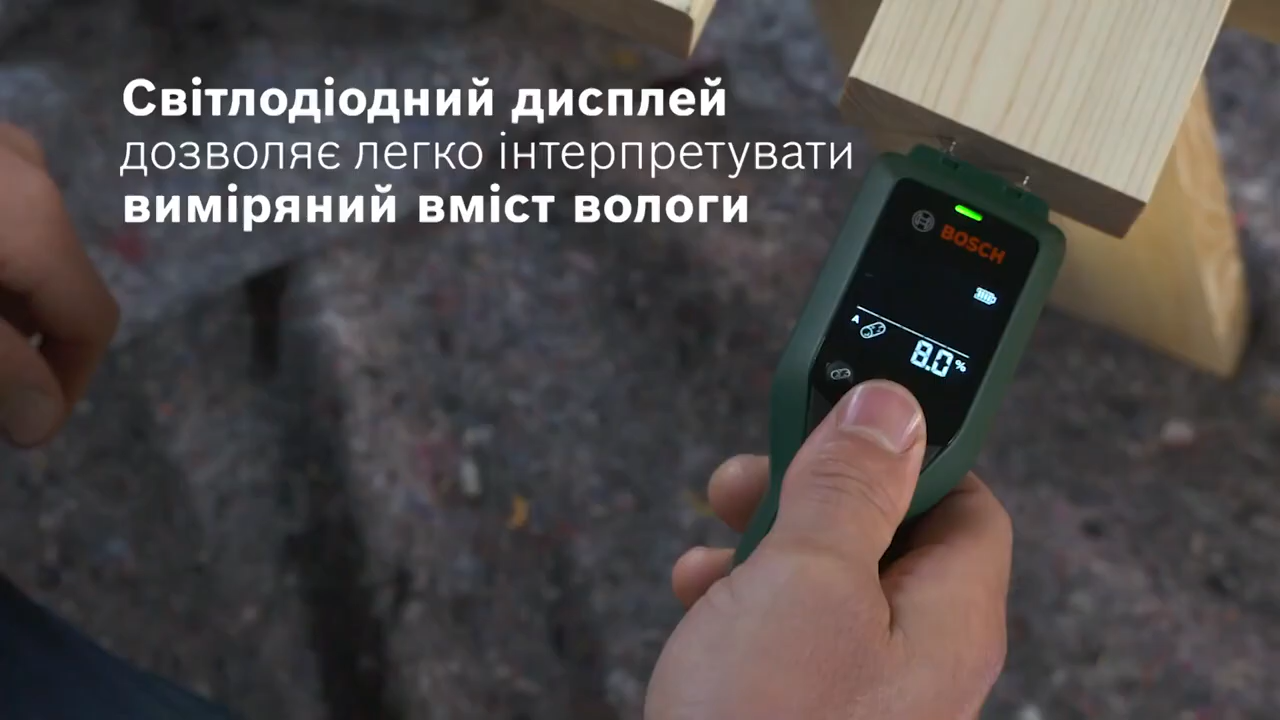 Світлодіодний дисплей
дозволяє легко інтерпретувати
виміряний вміст вологи
BOSCH
A
8.0 %